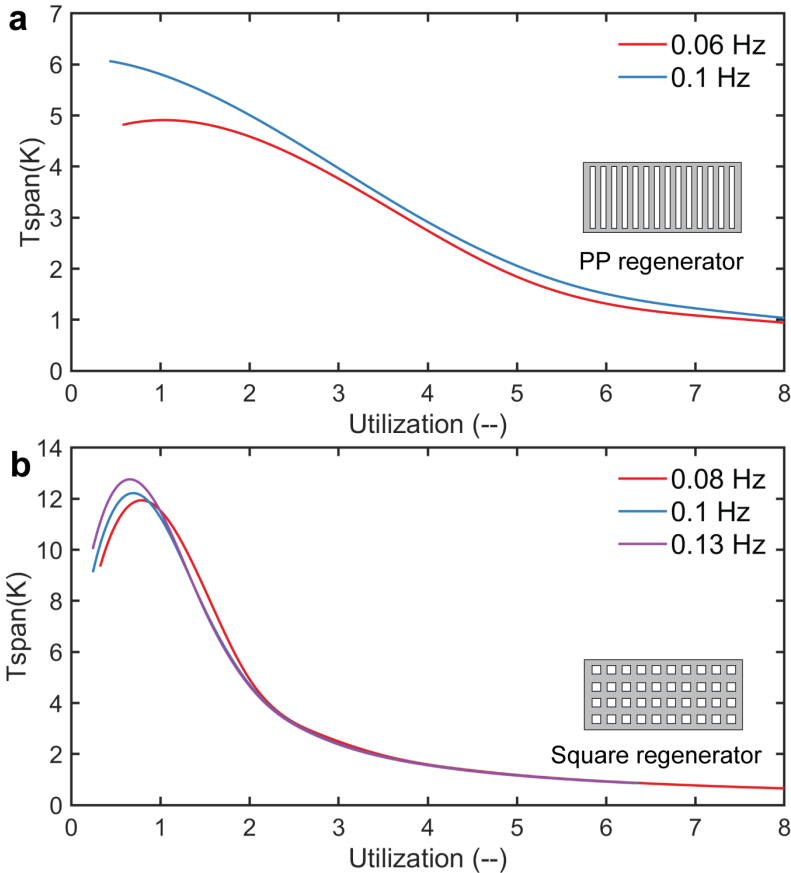 a
7
6
5
4
3
2
1
0
Tspan(K)
0.06 Hz
0.1 Hz
PP regenerator
0 1 2 3 4 5 6 7 8
Utilization (--)
b
14
12
10
8
6
4
2
0
Tspan(K)
0.08 Hz
0.1 Hz
0.13 Hz
Square regenerator
0 1 2 3 4 5 6 7 8
Utilization (--)